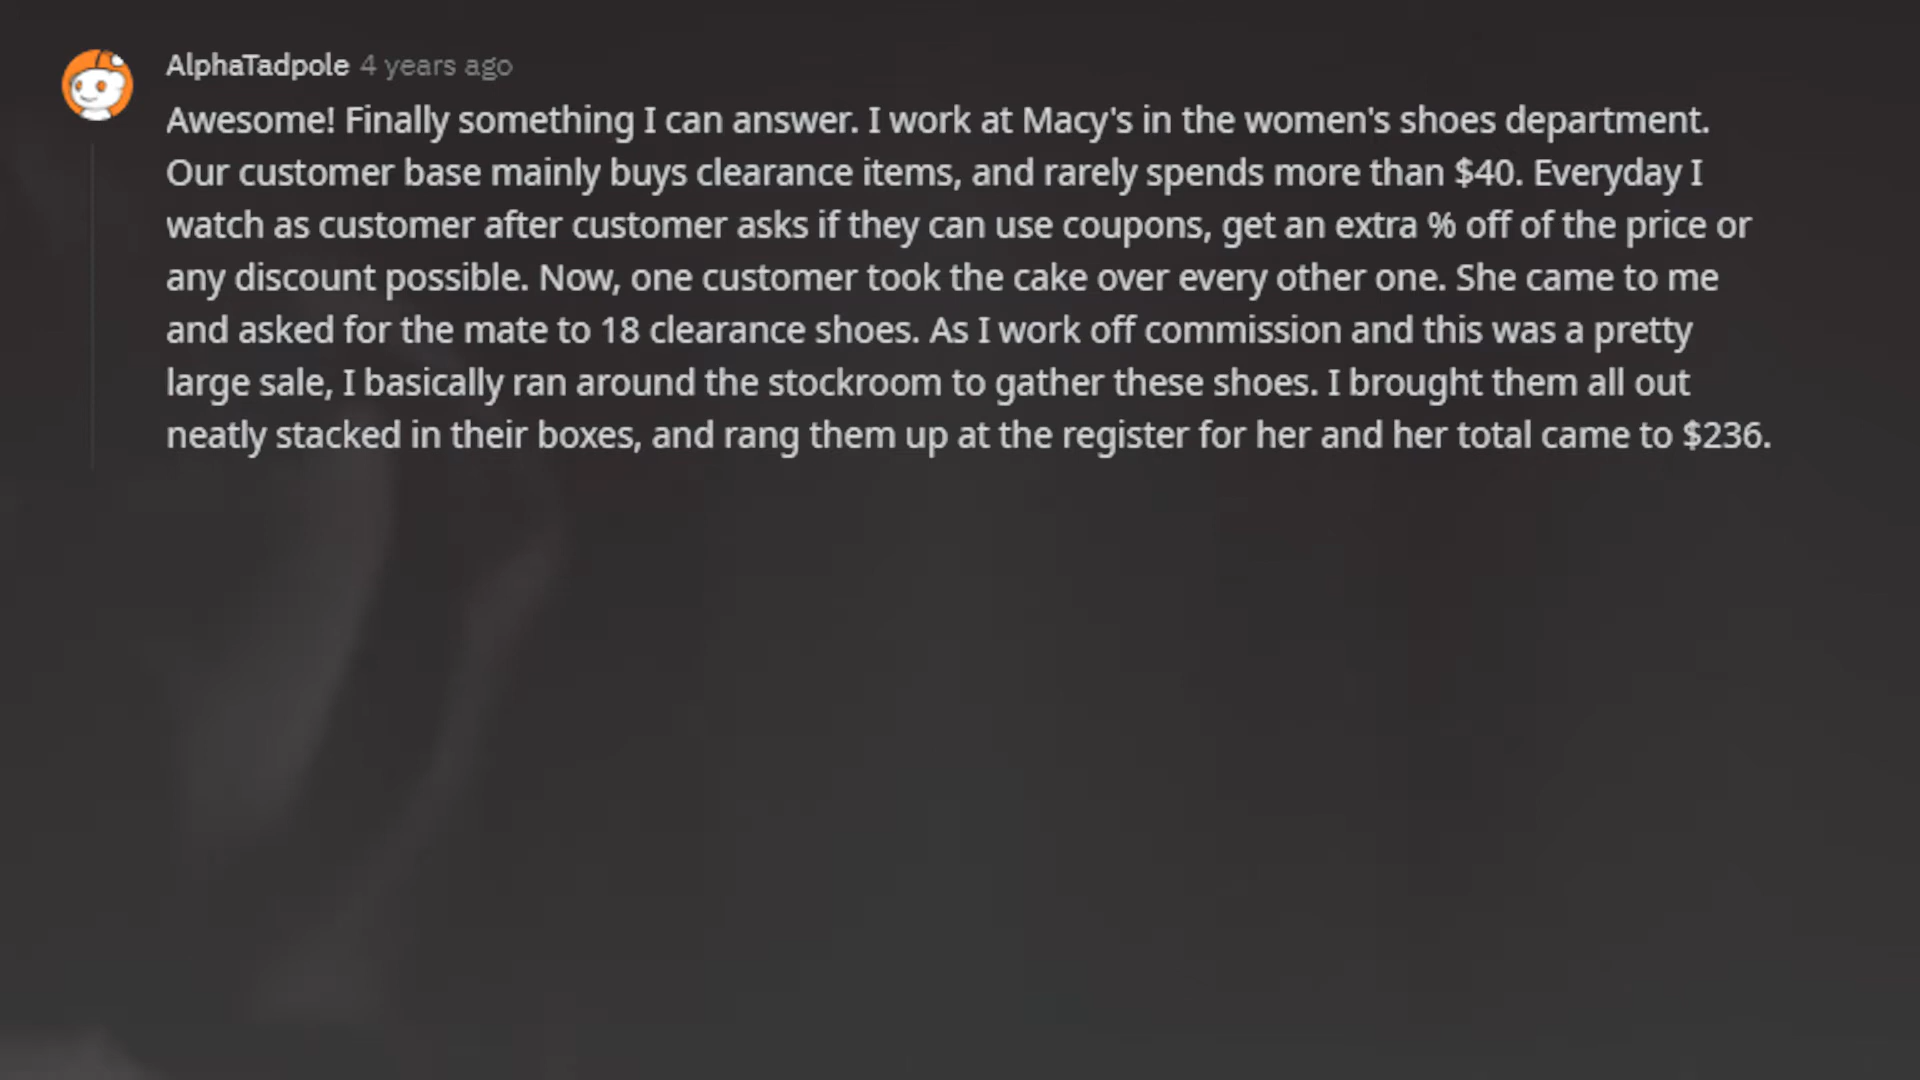 AlphaTadpole 4 years ago
Awesome! Finally something I can answer. I work at Macy's in the women's shoes department.
Our customer base mainly buys clearance items, and rarely spends more than $40. Everyday I
watch as customer after customer asks if they can use coupons, get an extra % off of the price or
any discount possible. Now, one customer took the cake over every other one. She came to me
and asked for the mate to 18 clearance shoes. As I work off commission and this was a pretty
large sale, I basically ran around the stockroom to gather these shoes. I brought them all out
neatly stacked in their boxes, and rang them up at the register for her and her total came to $236.